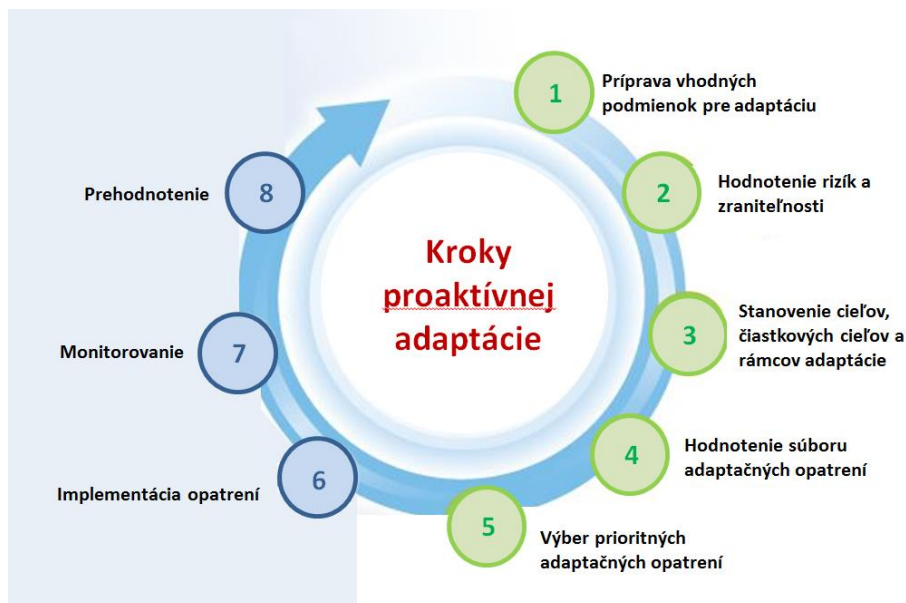 Kroky
proaktívnej
adaptácie
1
Príprava vhodných
podmienok pre adaptáciu
2
Hodnotenie rizík a
zraniteľnosti
3
Stanovenie cieľov,
čiastkových cieľov a
rámcov adaptácie
4
Hodnotenie súboru
adaptačných opatrení
5
Výber prioritných
adaptačných opatrení
6
Implementácia opatrení
7
Monitorovanie
8
Prehodnotenie